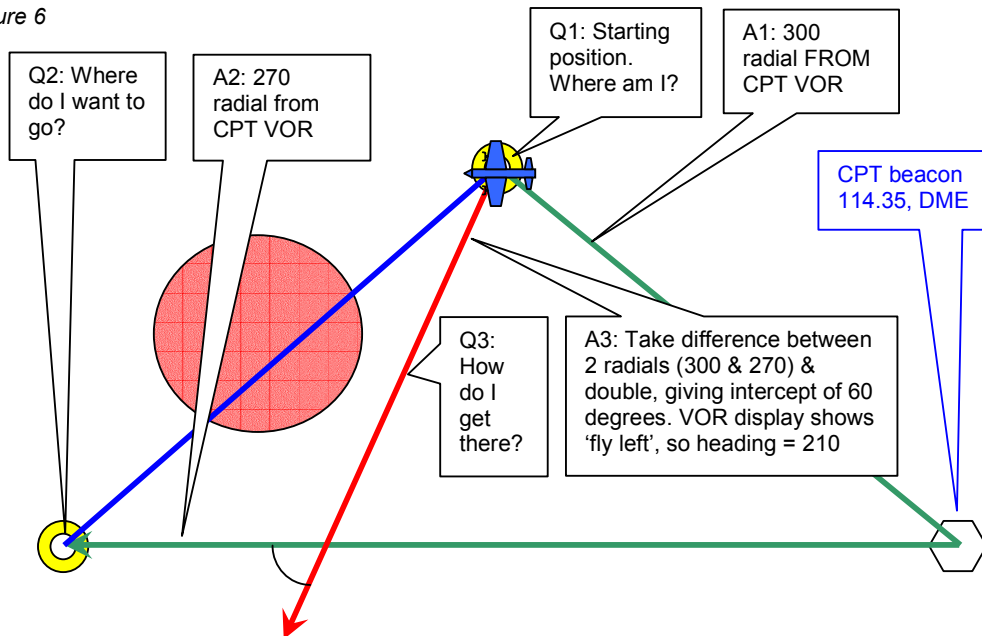 ure 6
Q2: Where
do I want to
go?
A2: 270
radial from
CPT VOR
Q1: Starting
position.
Where am I?
A1: 300
radial FROM
CPT VOR
CPT beacon
114.35, DME
Q3:
How
do I
get
there?
A3: Take difference between
2 radials (300 & 270) &
double, giving intercept of 60
degrees. VOR display shows
‘fly left’, so heading = 210